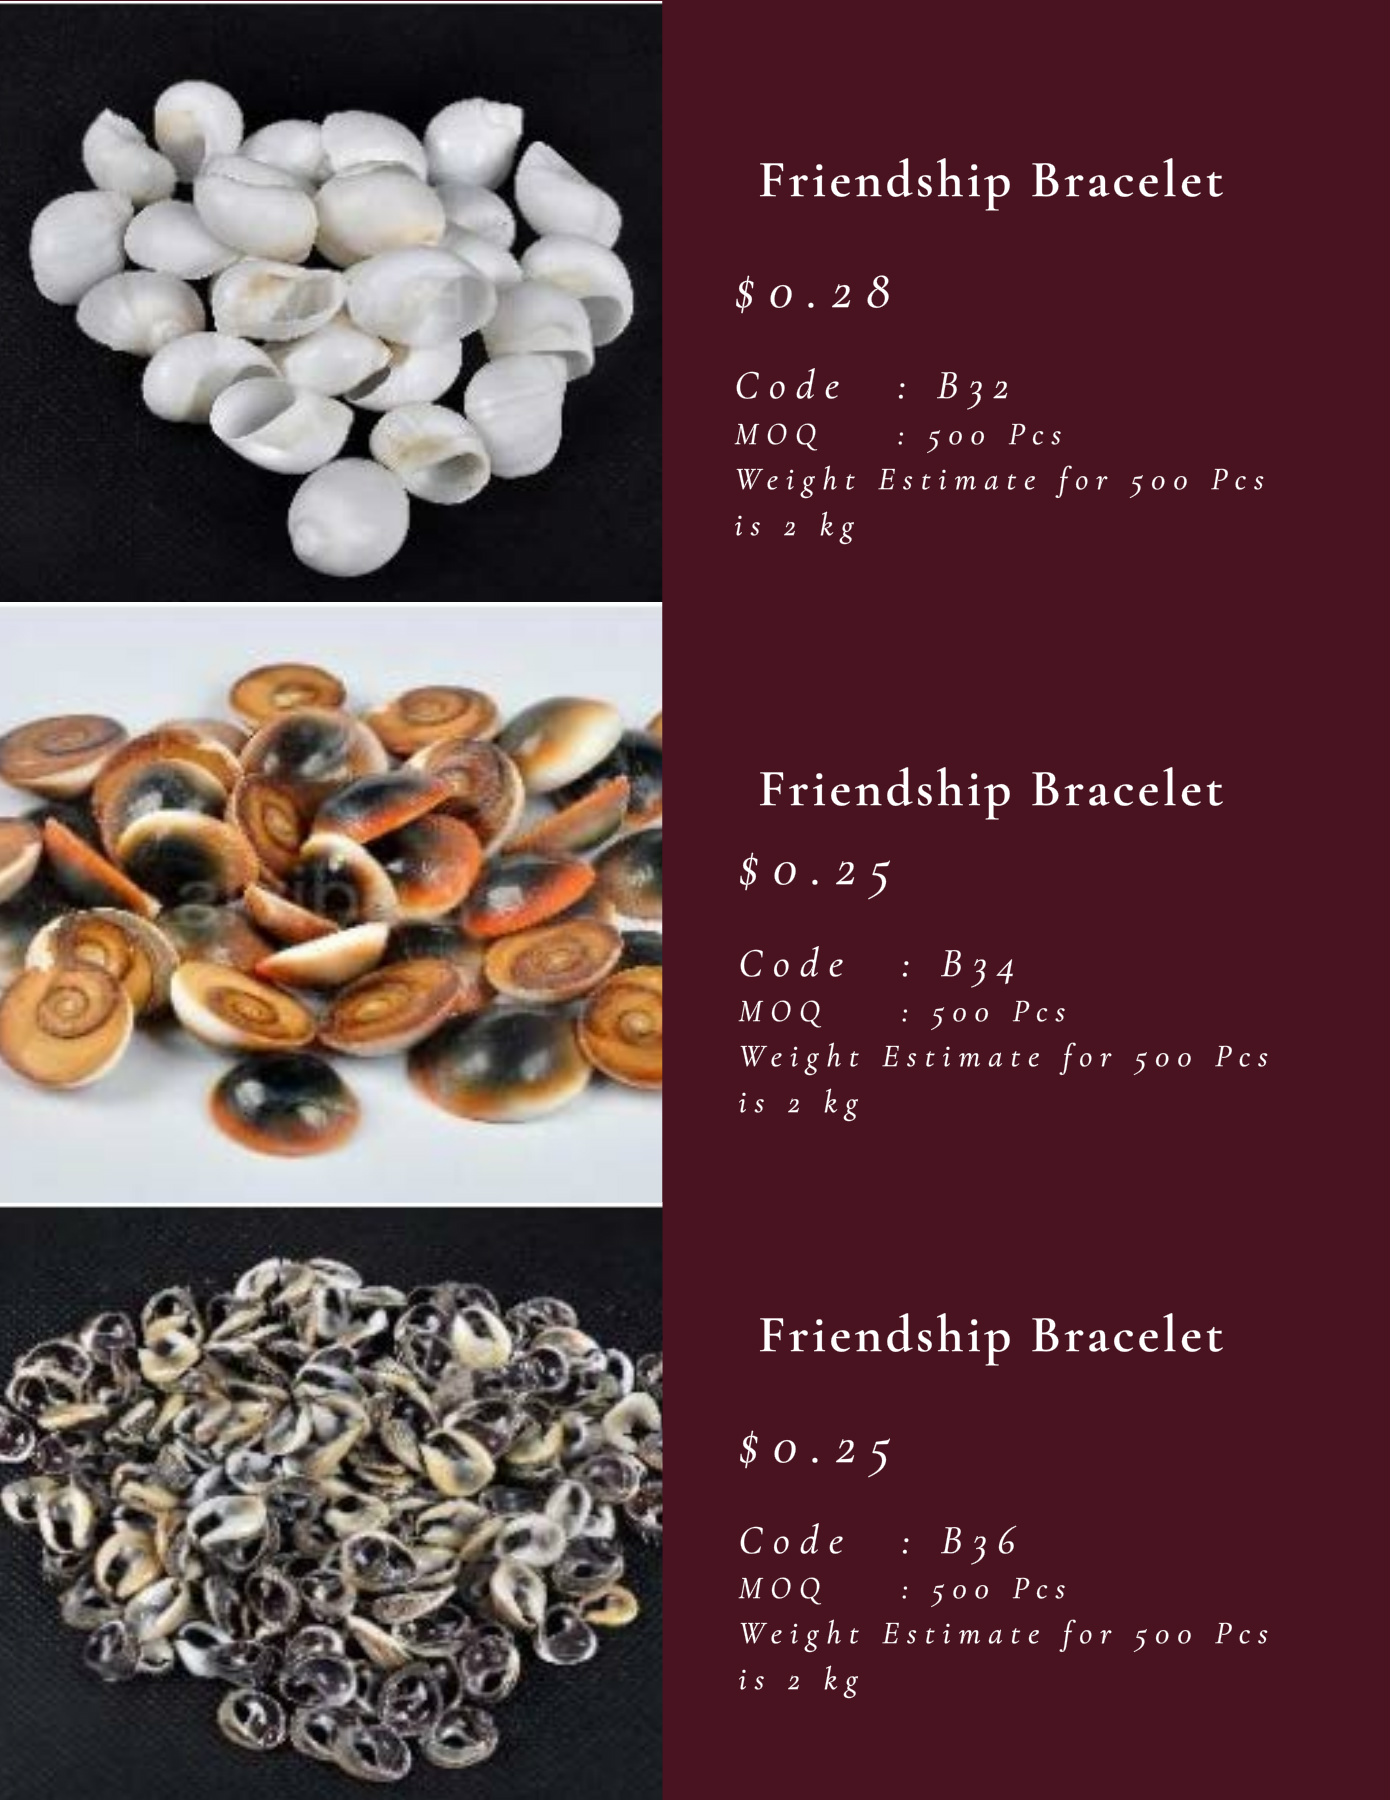 Friendship Bracelet
$0.28
Code : B32
MOQ : 500 Pcs
Weight Estimate for 500 Pcs
is 2 kg
Friendship Bracelet
$0.25
Code : B34
MOQ : 500 Pcs
Weight Estimate for 500 Pcs
is 2 kg
Friendship Bracelet
$0.25
Code : B36
MOQ : 500 Pcs
Weight Estimate for 500 Pcs
is 2 kg